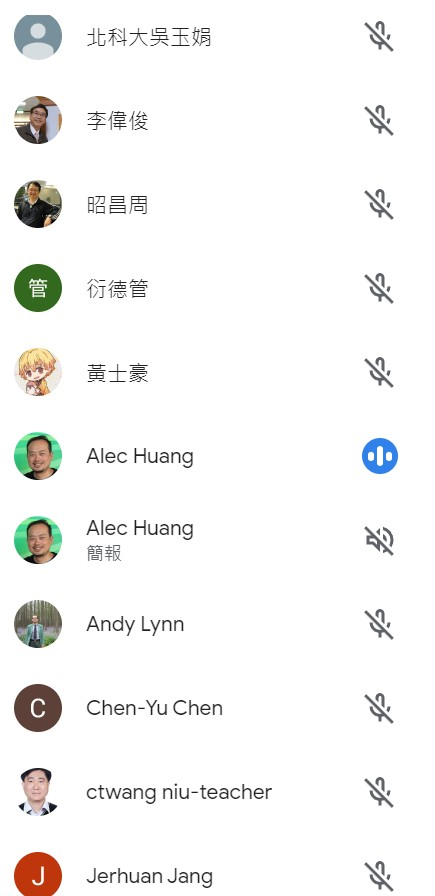 北科大吳玉娟
李偉俊
昭昌周
管 衍德管
黃士豪
Alec Huang
Alec Huang
簡報
Andy Lynn
C Chen-Yu Chen
ctwang niu-teacher
J Jerhuan Jang